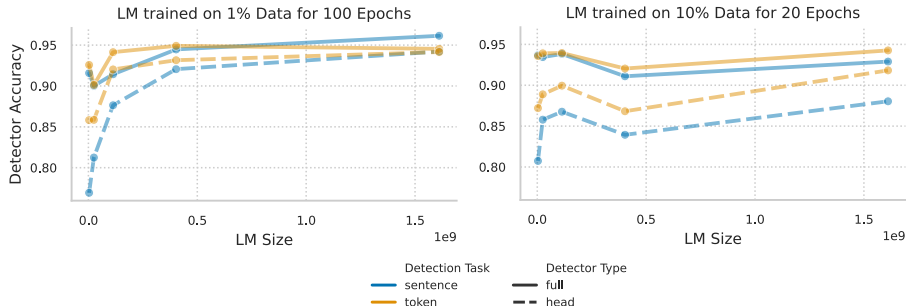 LM trained on 1% Data for 100 Epochs
LM trained on 10% Data for 20 Epochs
Detector Accuracy
0.95
0.90
0.85
0.80
0.0 0.5 1.0 1.5
1e9
LM Size
0.95
0.90
0.85
0.80
0.0 0.5 1.0 1.5
1e9
LM Size
Detection Task
sentence
token
Detector Type
full
head